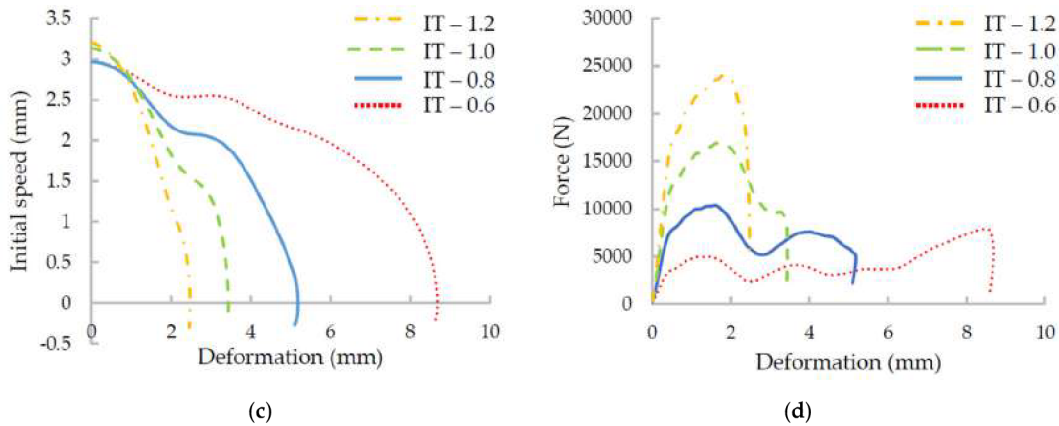 3.5
3
2.5
2
1.5
1
0.5
0
-0.5
Initial speed (mm)
0 2 4 6 8 10
Deformation (mm)
IT – 1.2
IT – 1.0
IT – 0.8
IT – 0.6
(c)
30000
25000
20000
15000
10000
5000
0
Force (N)
0 2 4 6 8 10
Deformation (mm)
IT – 1.2
IT – 1.0
IT – 0.8
IT – 0.6
(d)